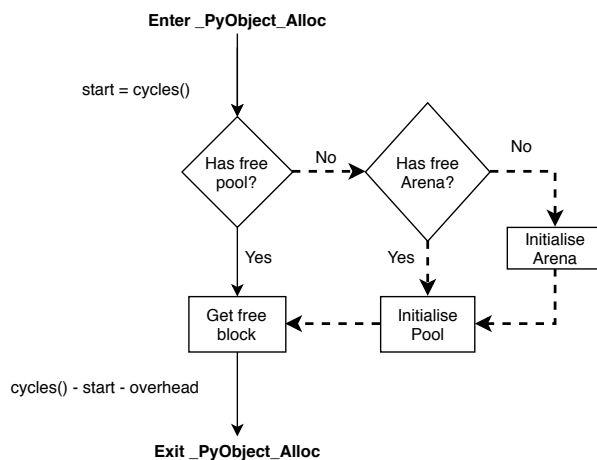 Enter _PyObject_Alloc
start = cycles()
Has free
pool?
No
Has free
Arena?
No
Initialise
Arena
Yes
Yes
Get free
block
Initialise
Pool
cycles() - start - overhead
Exit _PyObject_Alloc